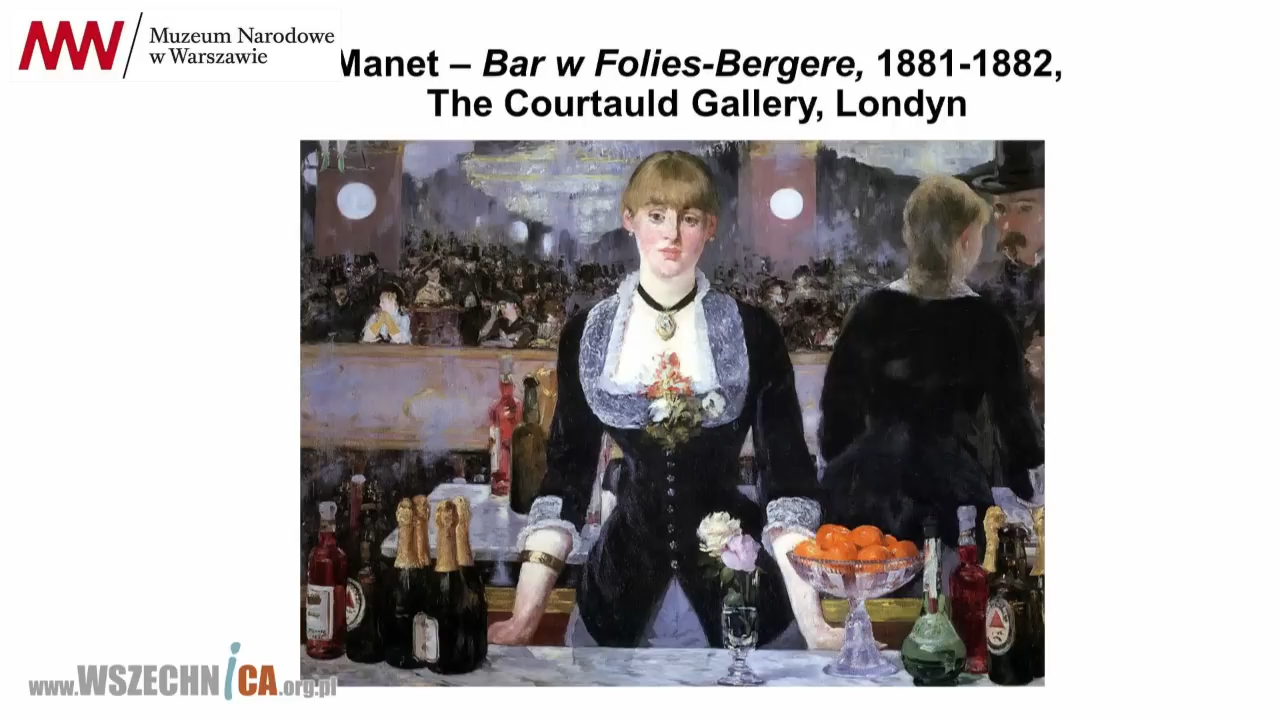 Muzeum Narodowe
w Warszawie
Manet – Bar w Folies-Bergere, 1881-1882,
The Courtauld Gallery, Londyn
www.WSZECHNiCA.org.pl